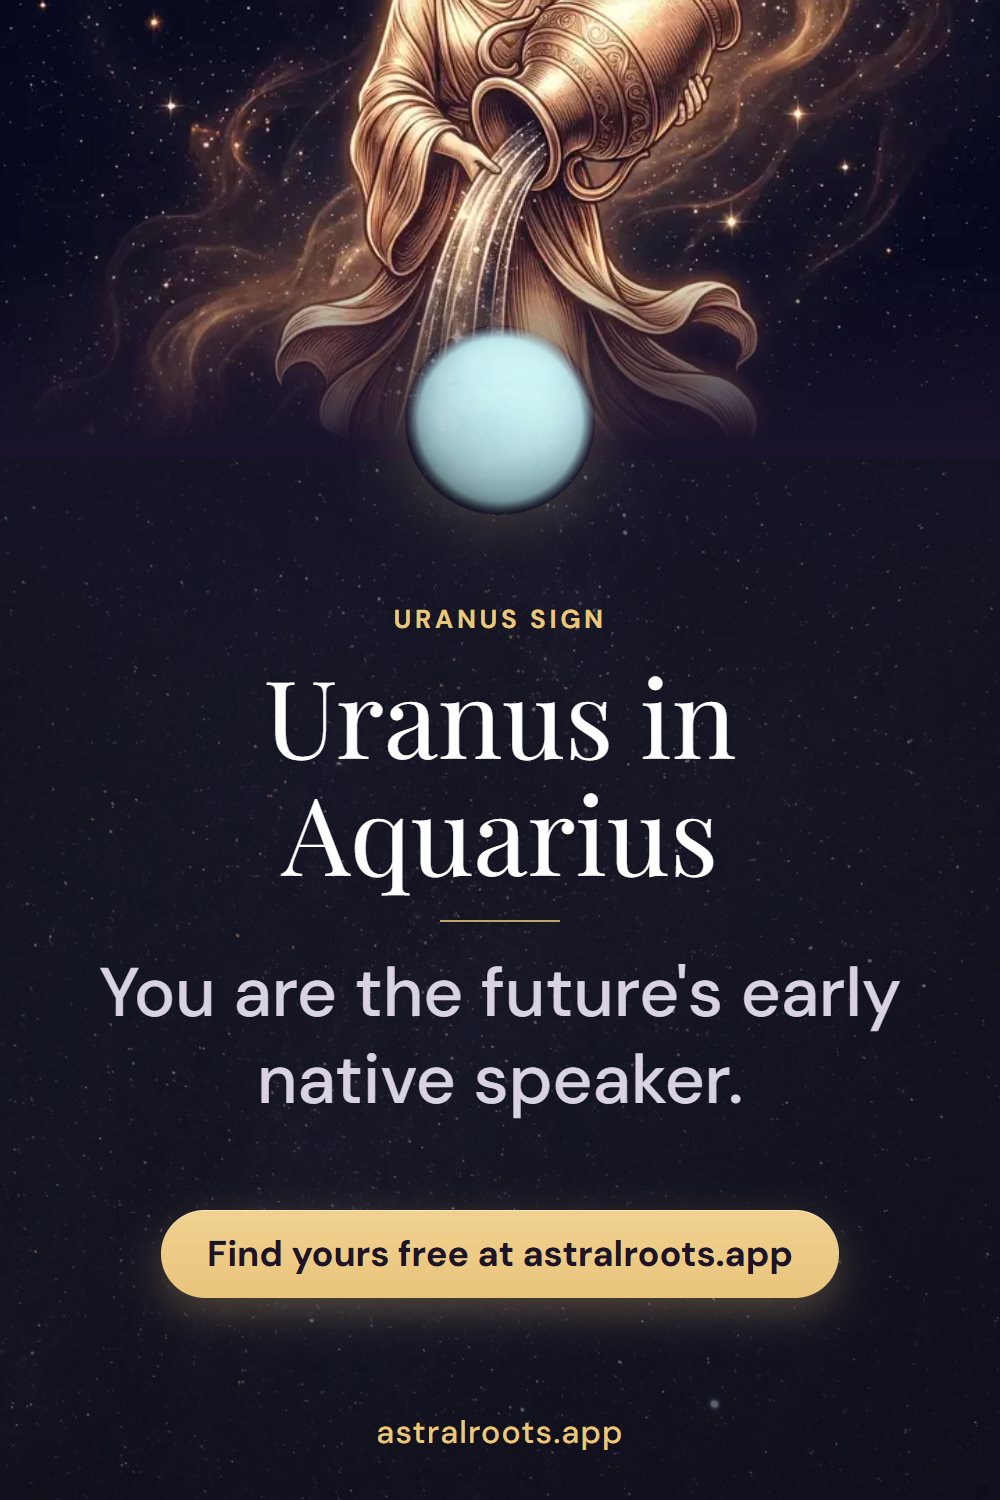 URANUS SIGN
Uranus in
Aquarius
You are the future's early
native speaker.
Find yours free at astralroots.app
astralroots.app